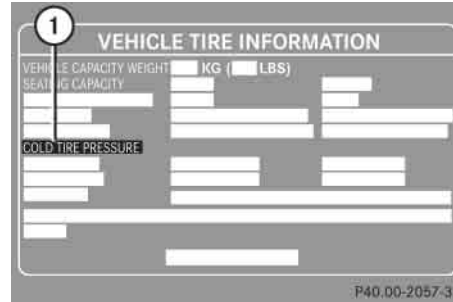 1
VEHICLE TIRE INFORMATION
VEHICLE CAPACITY WEIGHT KG ( LBS)
SEATING CAPACITY
COLD TIRE PRESSURE
P40.00-2057-3